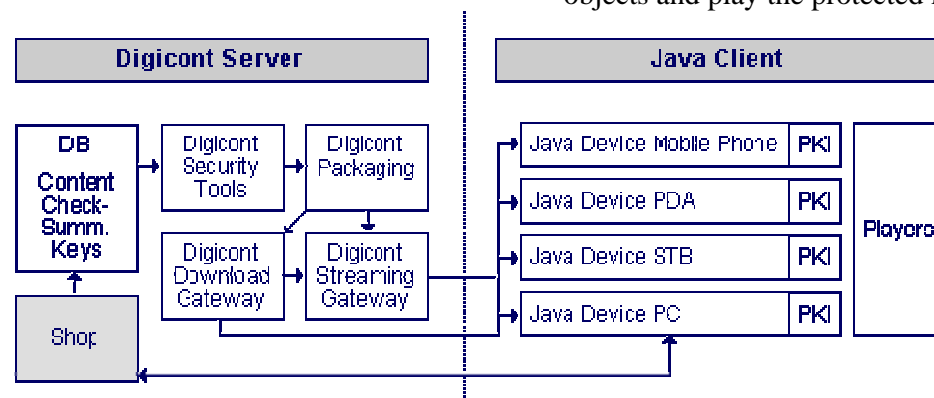 objects and play the protected
Digicont Server
Java Client
DB
Content
Check-
Summ.
Keys
Digicont
Security
Tools
Digicont
Packaging
Digicont
Download
Gateway
Digicont
Streaming
Gateway
Shop
Java Device Mobile Phone PKI
Java Device PDA PKI
Java Device STB PKI
Java Device PC PKI
Players